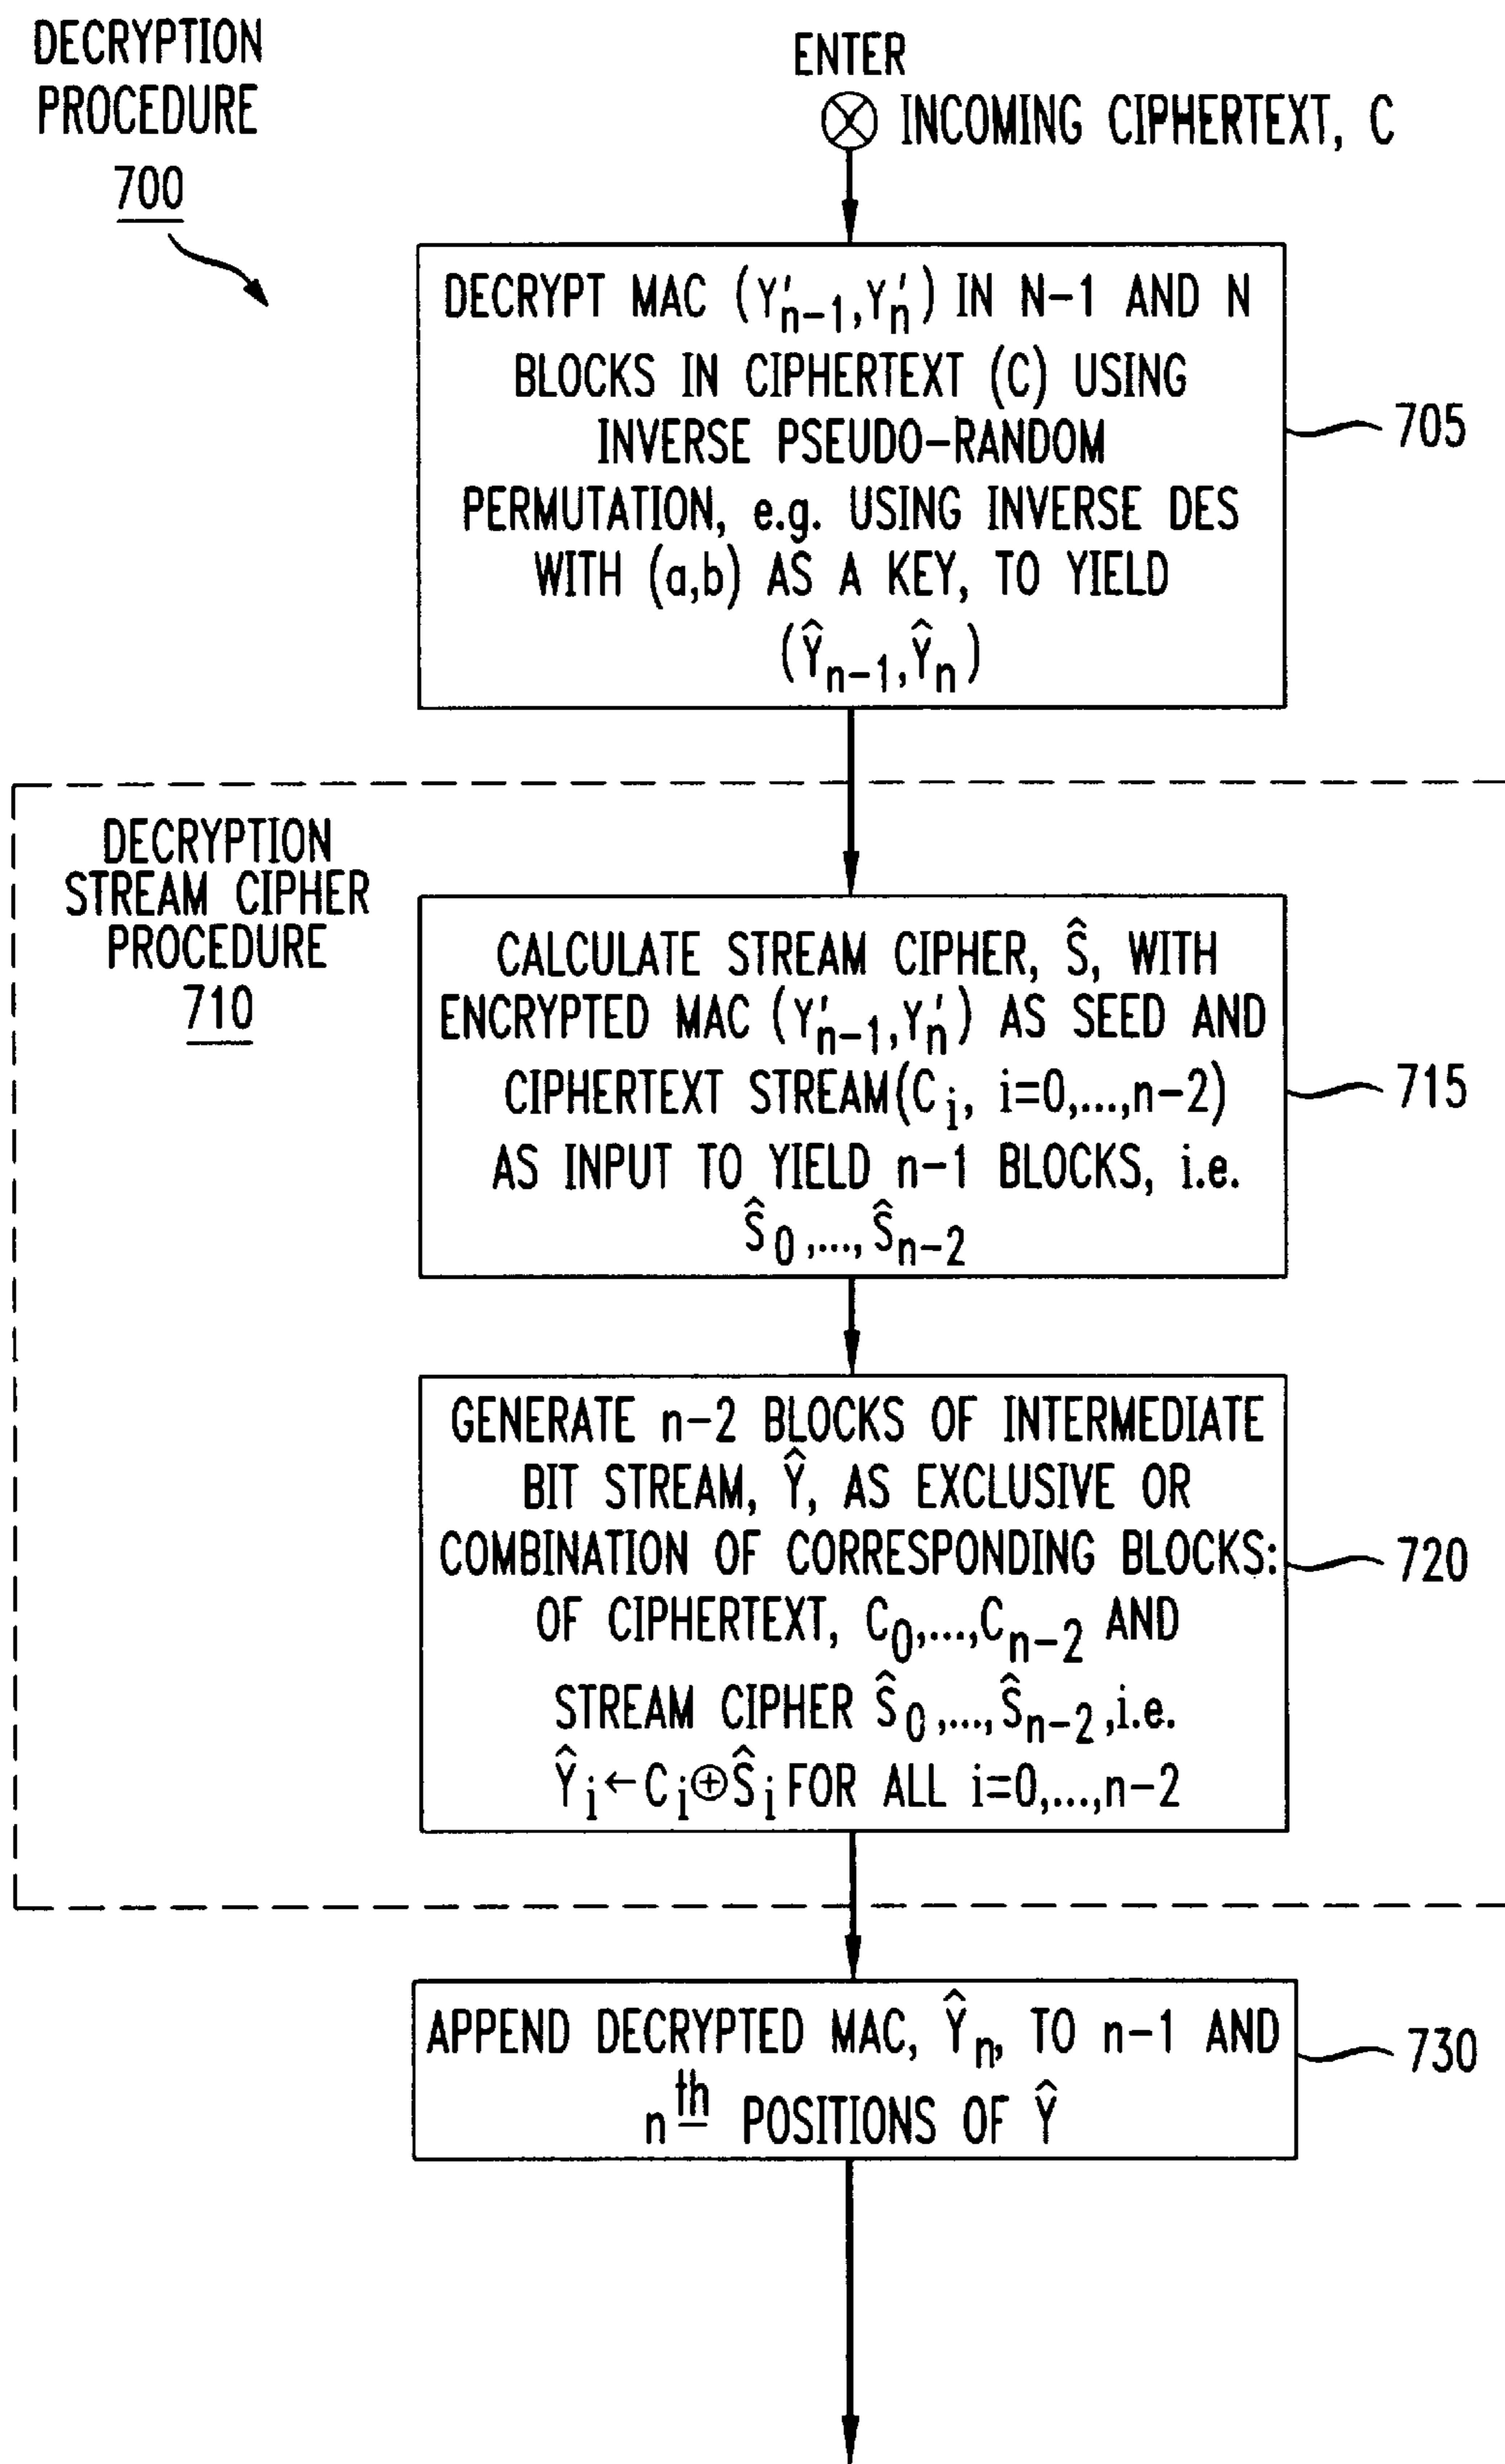 DECRYPTION
PROCEDURE
700
ENTER
INCOMING CIPHERTEXT, C
DECRYPT MAC (Y'n-1,Y'n) IN N-1 AND N
BLOCKS IN CIPHERTEXT (C) USING
INVERSE PSEUDO-RANDOM
PERMUTATION, e.g. USING INVERSE DES
WITH (a,b) AS A KEY, TO YIELD
(Ŷn-1,Ŷn)
705
DECRYPTION
STREAM CIPHER
PROCEDURE
710
CALCULATE STREAM CIPHER, Ŝ, WITH
ENCRYPTED MAC (Y'n-1,Y'n) AS SEED AND
CIPHERTEXT STREAM(Ci, i=0,...,n-2)
AS INPUT TO YIELD n-1 BLOCKS, i.e.
Ŝ0,...,Ŝn-2
715
GENERATE n-2 BLOCKS OF INTERMEDIATE
BIT STREAM, Ŷ, AS EXCLUSIVE OR
COMBINATION OF CORRESPONDING BLOCKS:
OF CIPHERTEXT, C0,...,Cn-2 AND
STREAM CIPHER Ŝ0,...,Ŝn-2,i.e.
Ŷi←Ci⊕Ŝi FOR ALL i=0,...,n-2
720
APPEND DECRYPTED MAC, Ŷn, TO n-1 AND
nth POSITIONS OF Ŷ
730